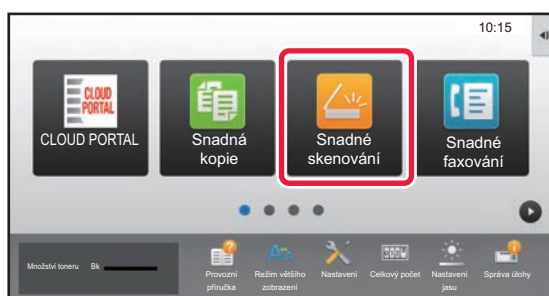 10:15
CLOUD
PORTAL
CLOUD PORTAL
Snadná
kopie
Snadné
skenování
Snadné
faxování
Množství toneru Bk
Provozní
příručka
Režim většího
zobrazení
Nastavení
Celkový počet
Nastavení
jasu
Správa úlohy